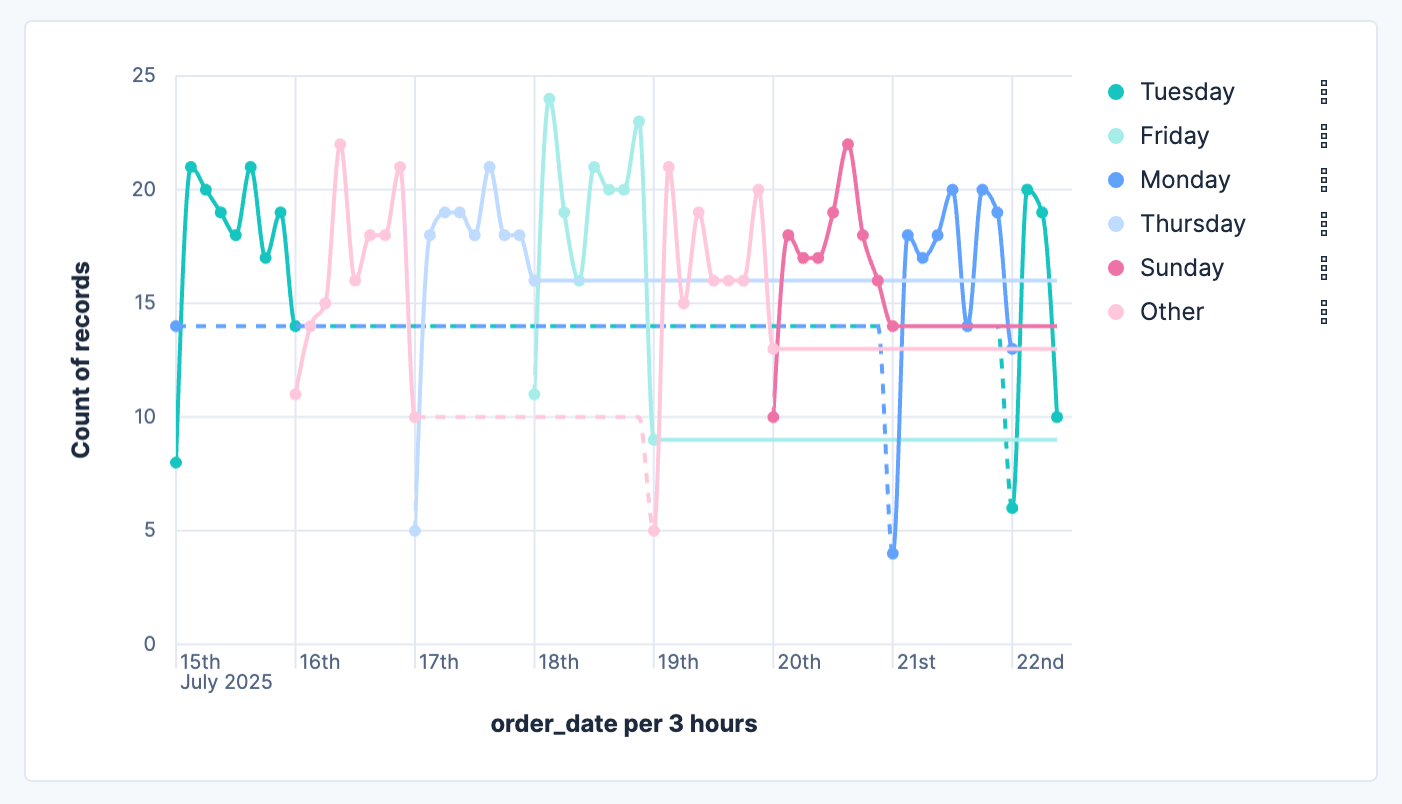 25
20
15
10
5
0
Count of records
15th
July 2025
16th
17th
18th
19th
20th
21st
22nd
order_date per 3 hours
Tuesday
Friday
Monday
Thursday
Sunday
Other